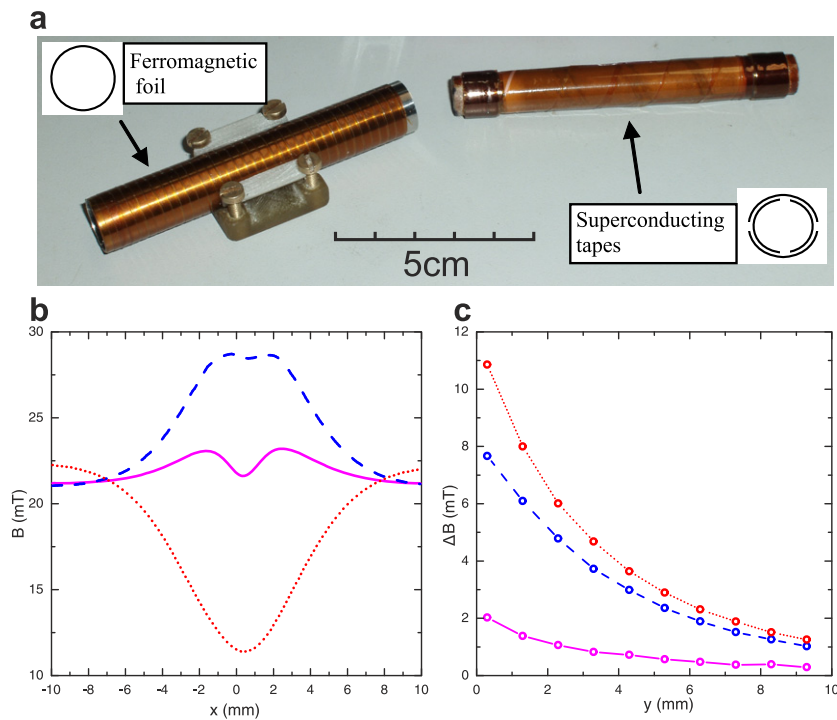 a
Ferromagnetic
foil
Superconducting
tapes
5cm
b
30
25
20
15
10
B (mT)
-10 -8 -6 -4 -2 0 2 4 6 8 10
x (mm)
c
12
10
8
6
4
2
0
ΔB (mT)
0 2 4 6 8 10
y (mm)